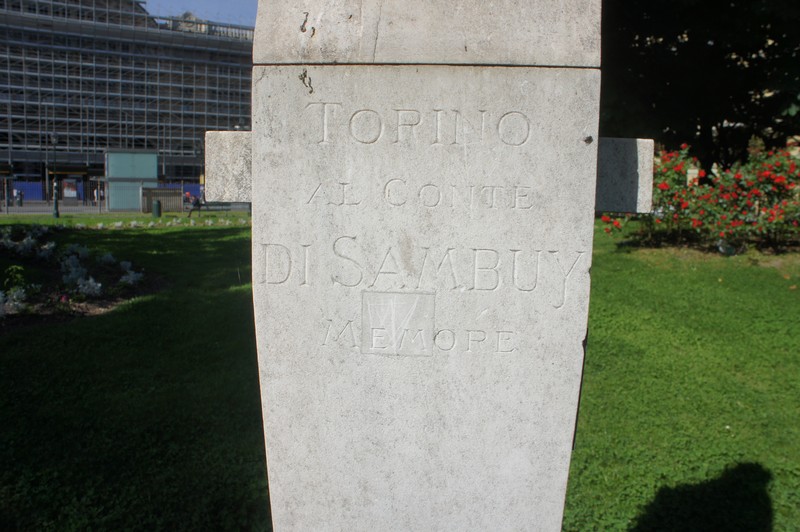 TORINO
AL CONTE
DI SAMBUY
MEMORE